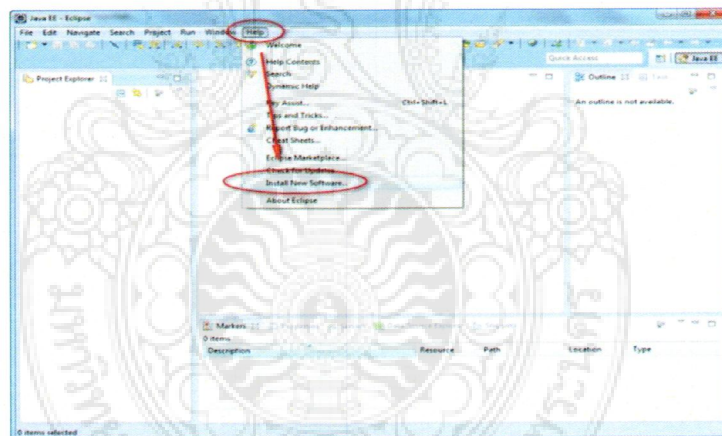 Java EE - Eclipse
File Edit Navigate Search Project Run Window Help
Welcome
Help Contents
Search
Dynamic Help
Key Assist... Ctrl+Shift+L
Tips and Tricks...
Report Bug or Enhancement...
Cheat Sheets...
Eclipse Marketplace...
Check for Updates
Install New Software...
About Eclipse
Quick Access
Java EE
Project Explorer
Outline
An outline is not available.
Markers
0 items
Description Resource Path Location Type
0 items selected